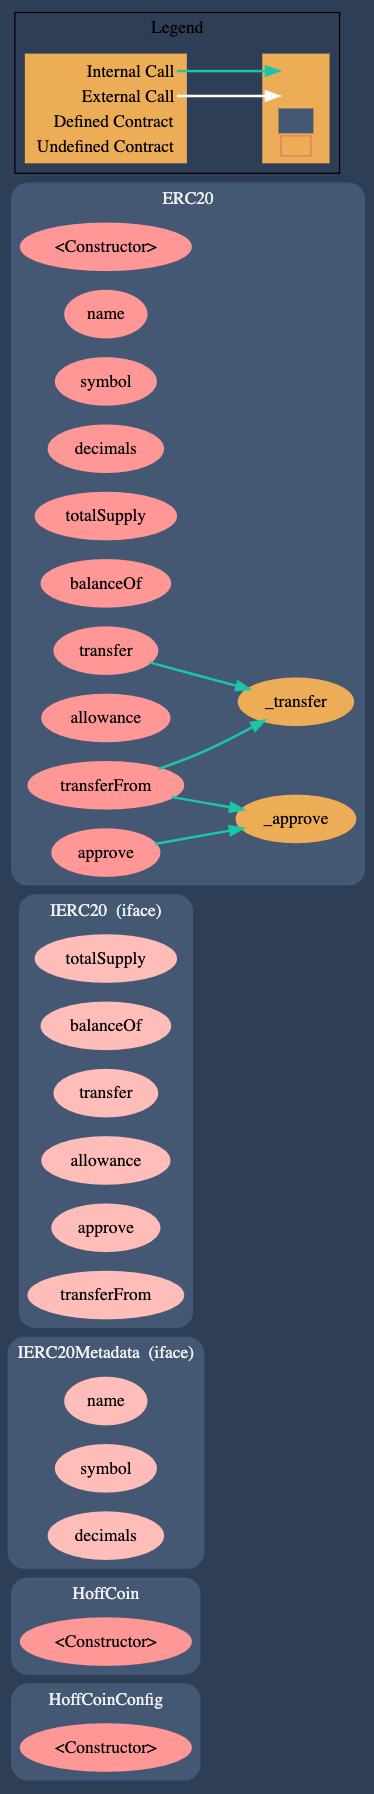 Legend
Internal Call
External Call
Defined Contract
Undefined Contract
ERC20
<Constructor>
name
symbol
decimals
totalSupply
balanceOf
transfer
_transfer
allowance
transferFrom
_approve
approve
IERC20 (iface)
totalSupply
balanceOf
transfer
allowance
approve
transferFrom
IERC20Metadata (iface)
name
symbol
decimals
HoffCoin
<Constructor>
HoffCoinConfig
<Constructor>